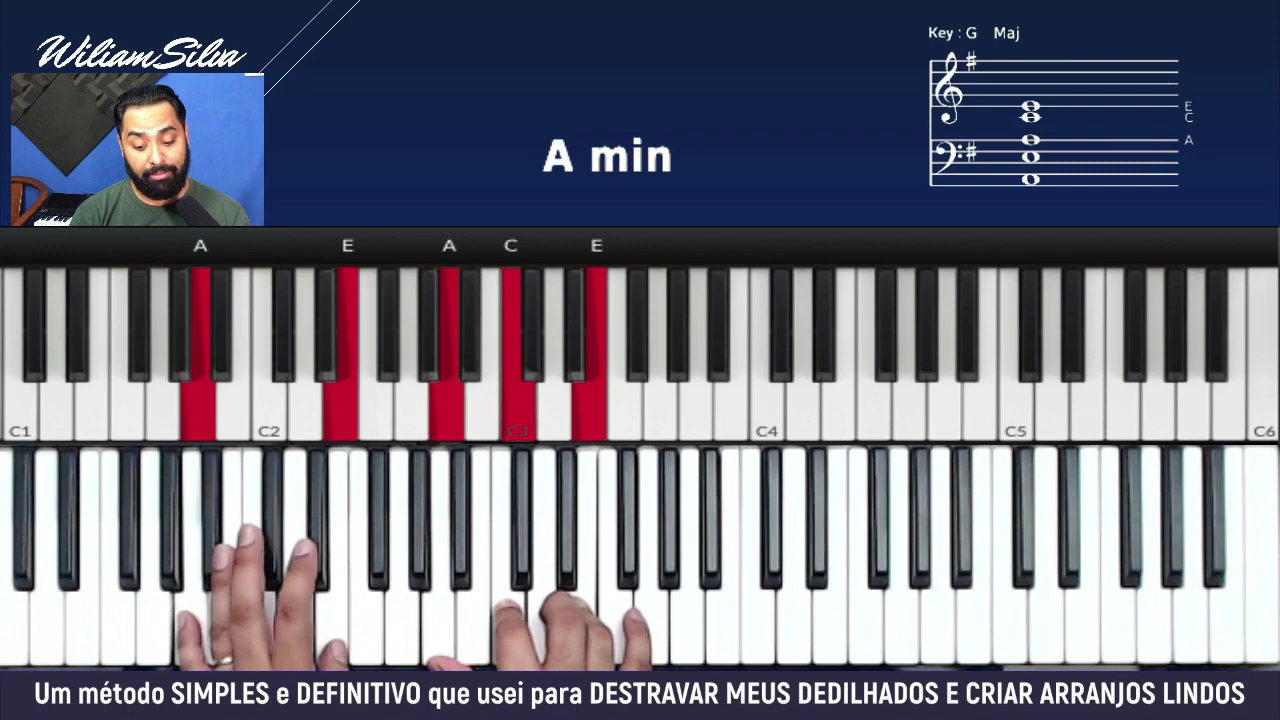 WiliamSilva
Key : G Maj
A min
E
C
A
A E A C E
C1 C2 C3 C4 C5 C6
Um método SIMPLES e DEFINITIVO que usei para DESTRAVAR MEUS DEDILHADOS E CRIAR ARRANJOS LINDOS